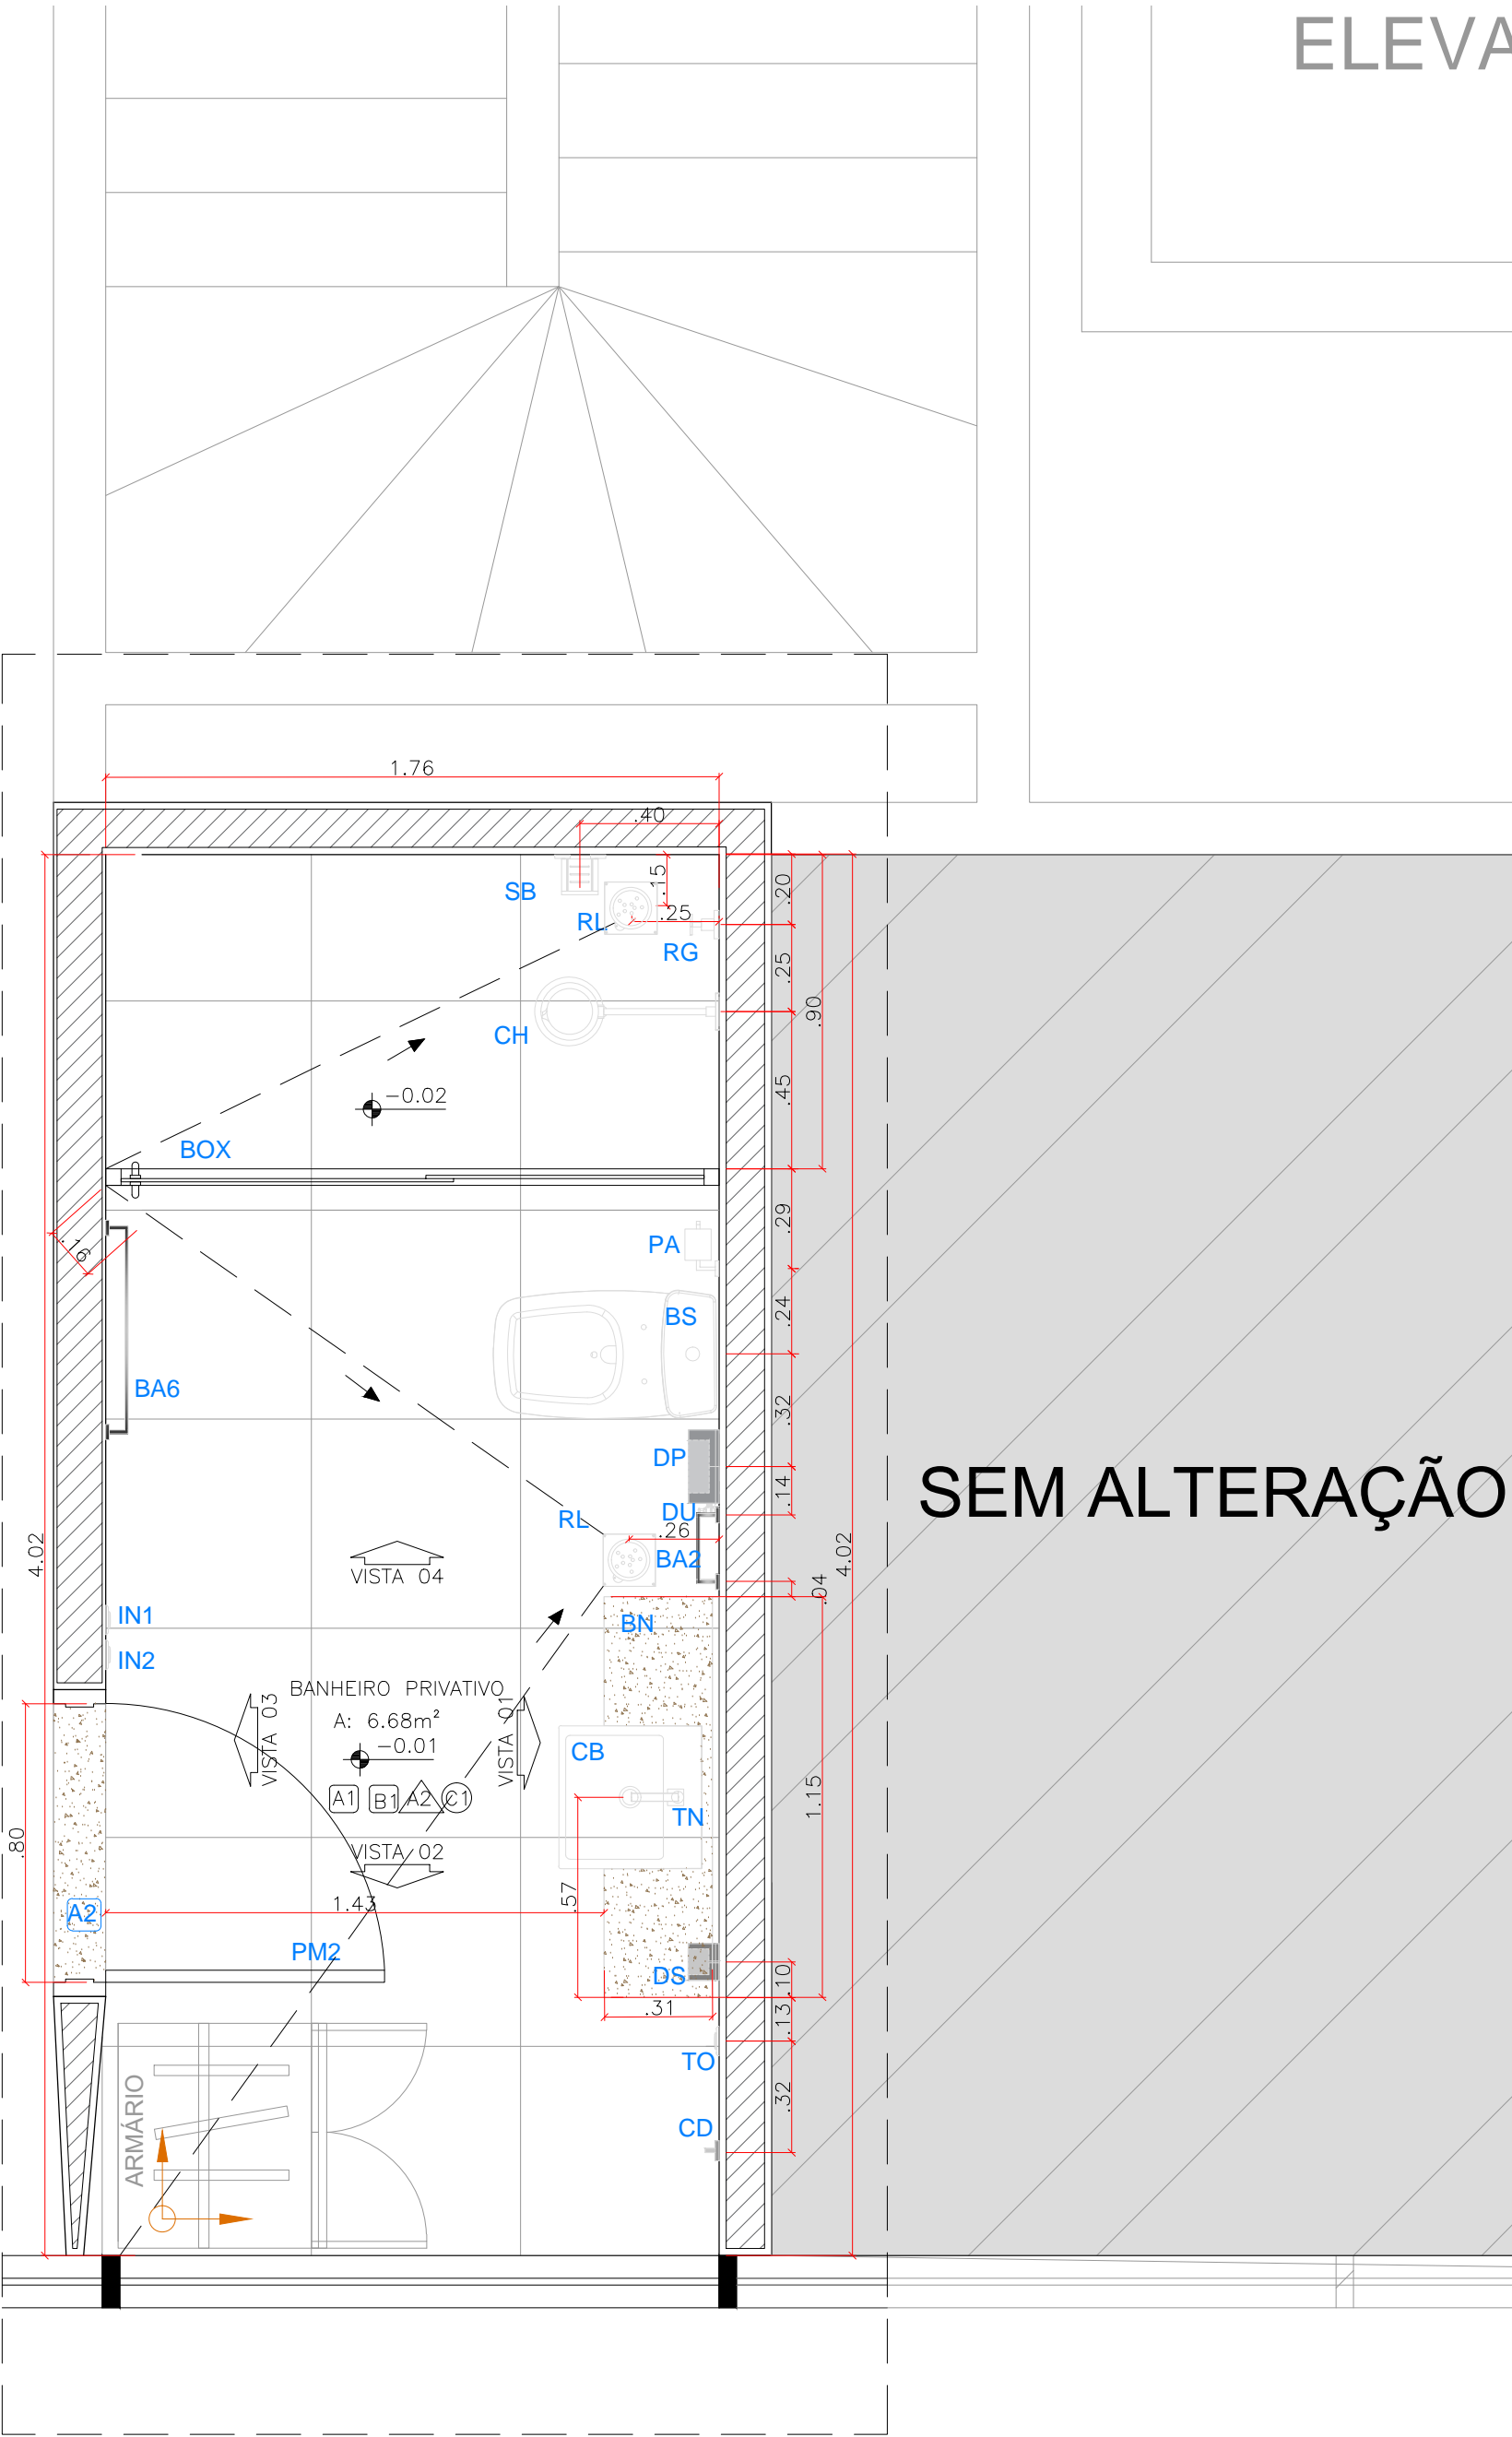 ELEVA
1.76
.40
.15
SB
RL
.25
RG
.20
.25
.90
CH
.45
-0.02
BOX
.29
.16
PA
.24
BS
BA6
.32
DP
.14
SEM ALTERAÇÃO
DU
RL
.26
BA2
4.02
4.02
VISTA 04
.04
IN1
BN
IN2
BANHEIRO PRIVATIVO
A: 6.68m²
-0.01
VISTA 03
VISTA 01
CB
A1 B1 A2 C1
TN
1.15
.80
VISTA 02
.57
1.43
A2
PM2
DS
.10
.31
.13
TO
ARMÁRIO
.32
CD